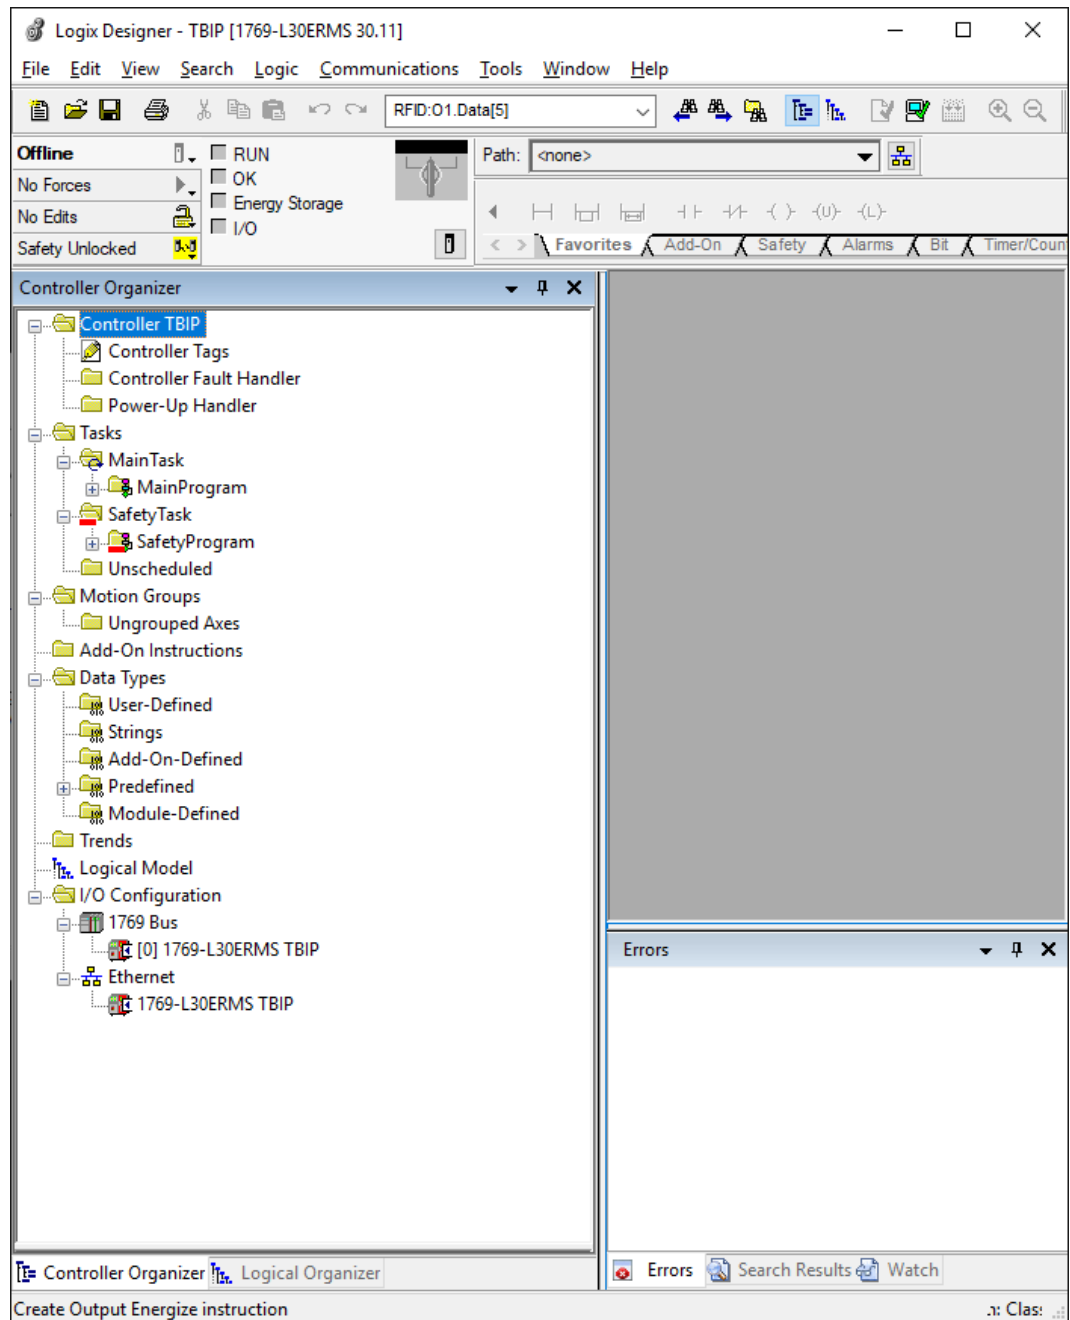 Logix Designer - TBIP [1769-L30ERMS 30.11]
File Edit View Search Logic Communications Tools Window Help
RFID:O1.Data[5]
Offline
RUN
Path: <none>
No Forces
OK
No Edits
Energy Storage
Safety Unlocked
I/O
Favorites Add-On Safety Alarms Bit Timer/Coun
Controller Organizer
Controller TBIP
Controller Tags
Controller Fault Handler
Power-Up Handler
Tasks
MainTask
MainProgram
SafetyTask
SafetyProgram
Unscheduled
Motion Groups
Ungrouped Axes
Add-On Instructions
Data Types
User-Defined
Strings
Add-On-Defined
Predefined
Module-Defined
Trends
Logical Model
I/O Configuration
1769 Bus
[0] 1769-L30ERMS TBIP
Ethernet
1769-L30ERMS TBIP
Errors
Controller Organizer Logical Organizer
Errors Search Results Watch
Create Output Energize instruction